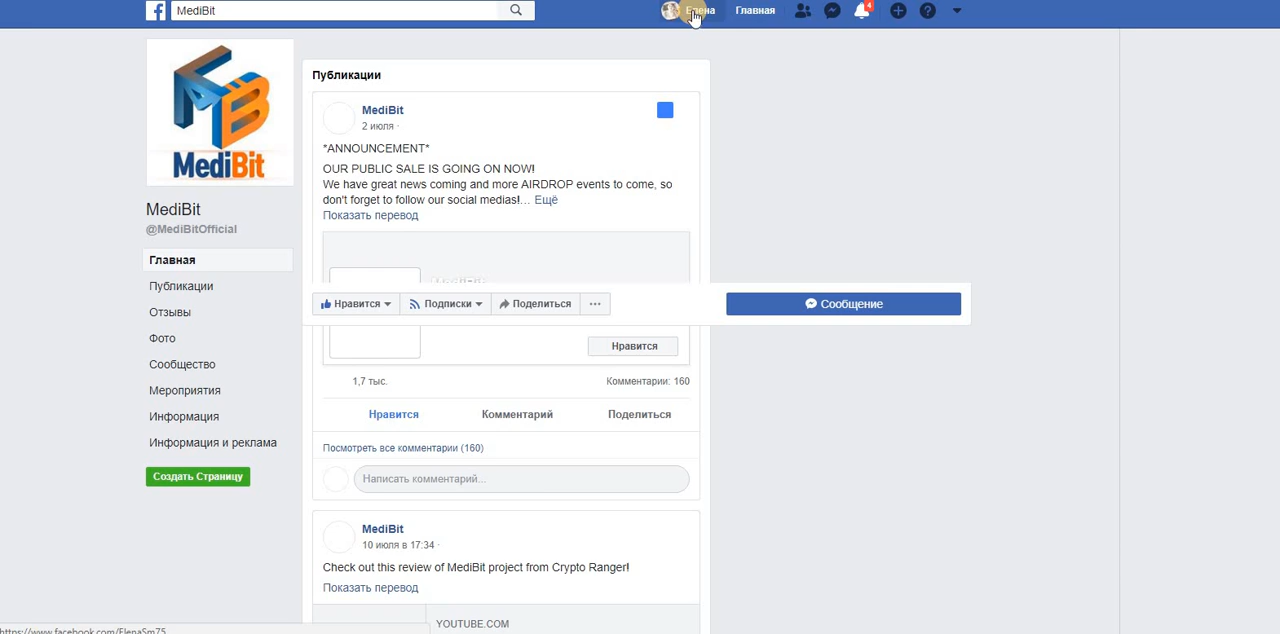 MediBit
Елена
Главная
4
MediBit
MediBit
@MediBitOfficial
Главная
Публикации
Отзывы
Фото
Сообщество
Мероприятия
Информация
Информация и реклама
Создать Страницу
Публикации
MediBit
2 июля ·
*ANNOUNCEMENT*
OUR PUBLIC SALE IS GOING ON NOW!
We have great news coming and more AIRDROP events to come, so
don't forget to follow our social medias!... Ещё
Показать перевод
Нравится Подписки Поделиться ...
Сообщение
Нравится
1,7 тыс. Комментарии: 160
Нравится Комментарий Поделиться
Посмотреть все комментарии (160)
Написать комментарий...
MediBit
10 июля в 17:34 ·
Check out this review of MediBit project from Crypto Ranger!
Показать перевод
YOUTUBE.COM
https://www.facebook.com/ElenaSm75